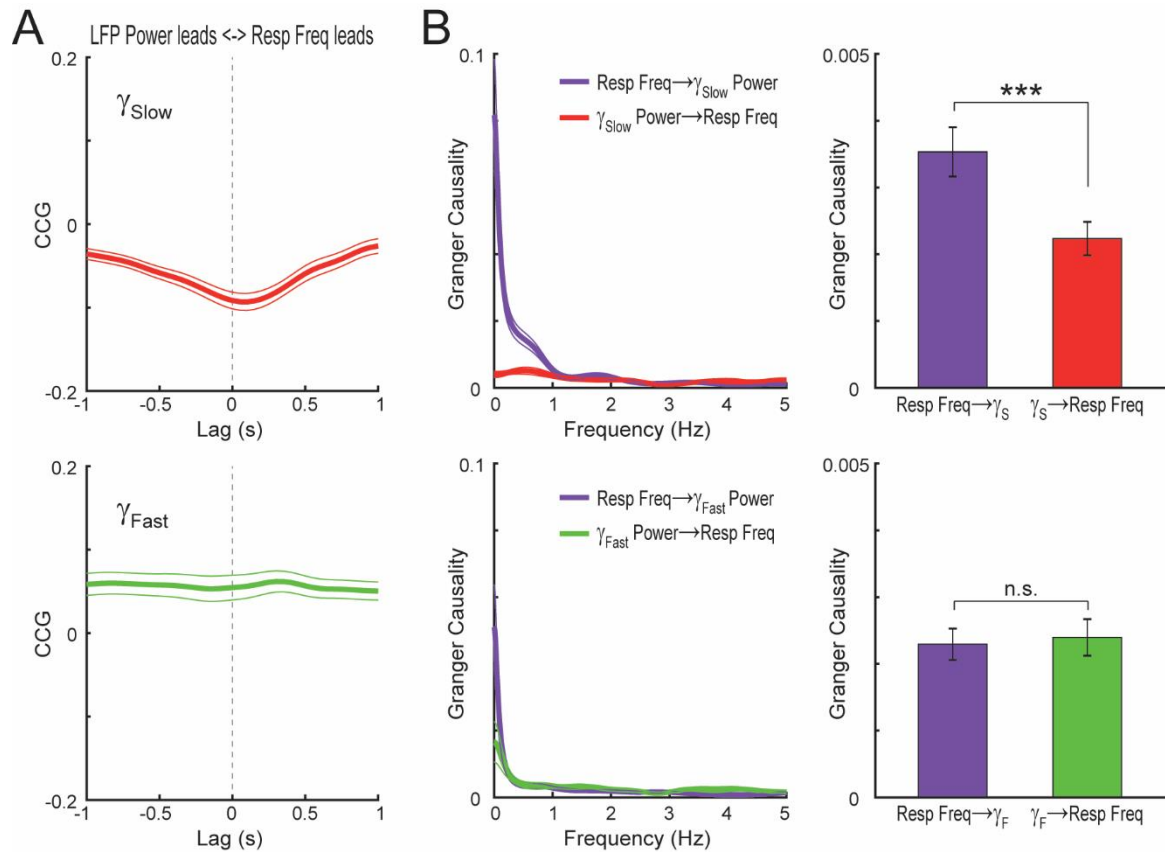 A
LFP Power leads <-> Resp Freq leads
0.2
γSlow
CCG
0
-0.2
-1 -0.5 0 0.5 1
Lag (s)
B
0.1
Resp Freq→γSlow Power
γSlow Power→Resp Freq
Granger Causality
0
0 1 2 3 4 5
Frequency (Hz)
0.005
***
Granger Causality
0
Resp Freq→γS γS→Resp Freq
0.2
γFast
CCG
0
-0.2
-1 -0.5 0 0.5 1
Lag (s)
0.1
Resp Freq→γFast Power
γFast Power→Resp Freq
Granger Causality
0
0 1 2 3 4 5
Frequency (Hz)
0.005
n.s.
Granger Causality
0
Resp Freq→γF γF→Resp Freq